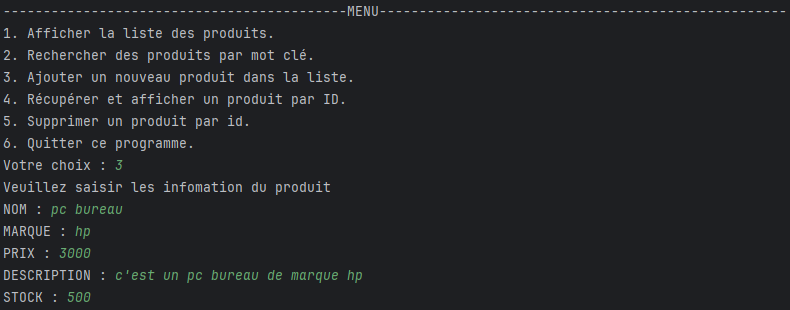 -------------------------------------------MENU---------------------------------------------------
1. Afficher la liste des produits.
2. Rechercher des produits par mot clé.
3. Ajouter un nouveau produit dans la liste.
4. Récupérer et afficher un produit par ID.
5. Supprimer un produit par id.
6. Quitter ce programme.
Votre choix : 3
Veuillez saisir les infomation du produit
NOM : pc bureau
MARQUE : hp
PRIX : 3000
DESCRIPTION : c'est un pc bureau de marque hp
STOCK : 500